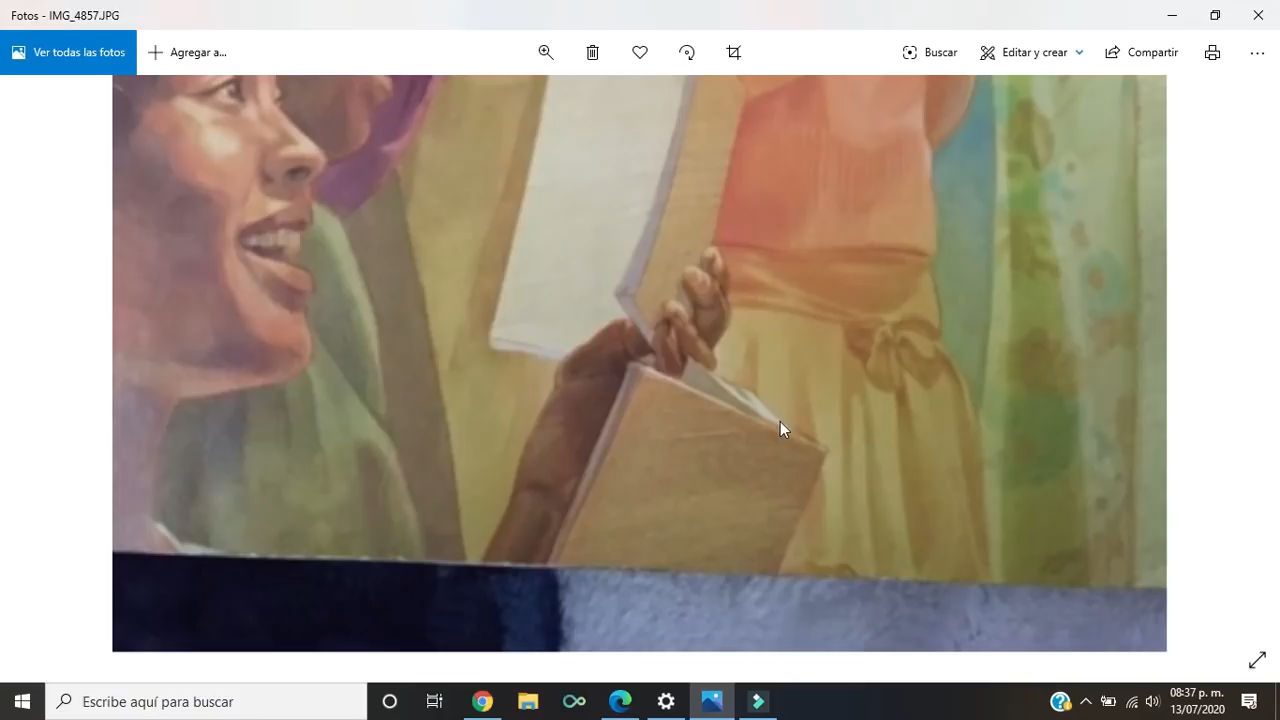 Fotos - IMG_4857.JPG
Ver todas las fotos
Agregar a...
Buscar
Editar y crear
Compartir
Escribe aquí para buscar
08:37 p. m.
13/07/2020